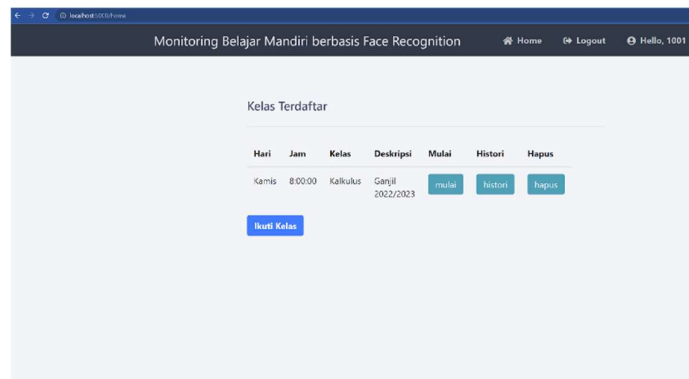 localhost:5000/home
Monitoring Belajar Mandiri berbasis Face Recognition Home Logout Hello, 1001
Kelas Terdaftar
Hari Jam Kelas Deskripsi Mulai Histori Hapus
Kamis 8:00:00 Kalkulus Ganjil mulai histori hapus
2022/2023
Ikuti Kelas